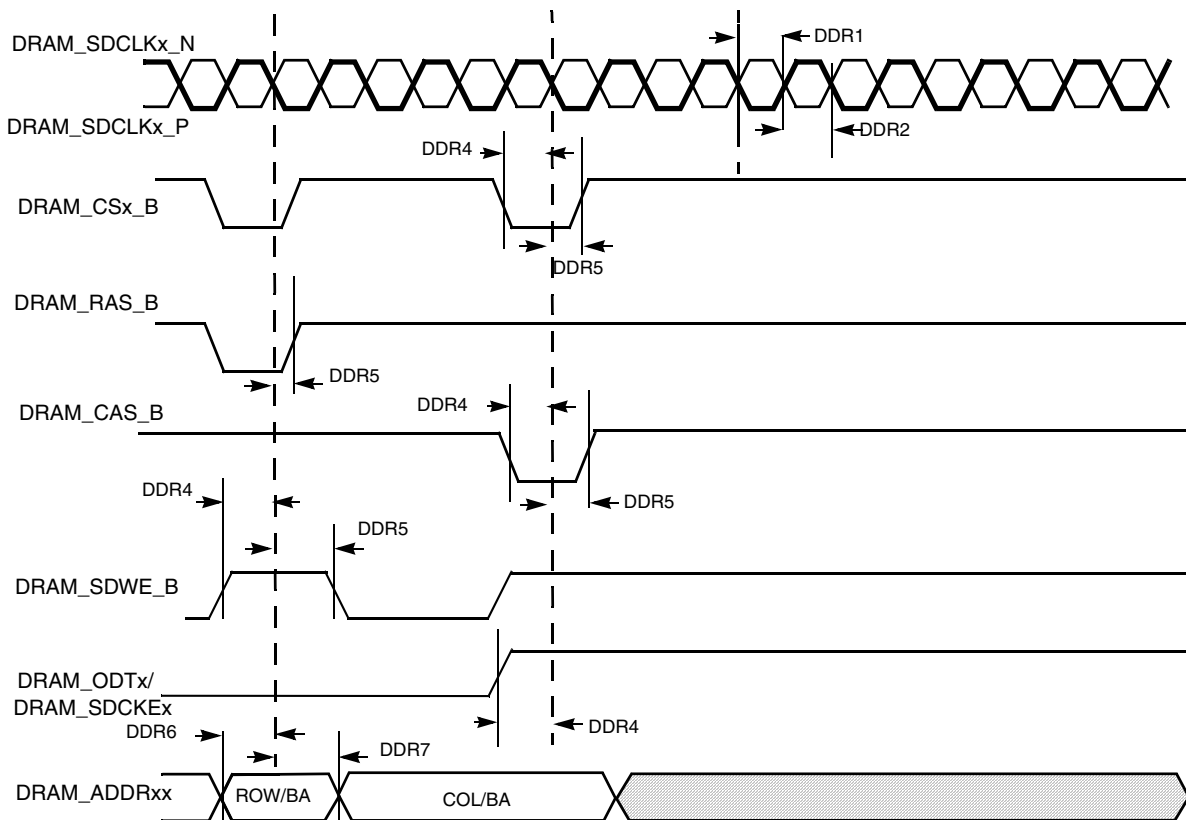 DRAM_SDCLKx_N
DDR1
DRAM_SDCLKx_P
DDR2
DDR4
DRAM_CSx_B
DDR5
DRAM_RAS_B
DDR5
DRAM_CAS_B
DDR4
DDR4
DDR5
DDR5
DRAM_SDWE_B
DRAM_ODTx/
DRAM_SDCKEx
DDR4
DDR6
DDR7
DRAM_ADDRxx
ROW/BA
COL/BA